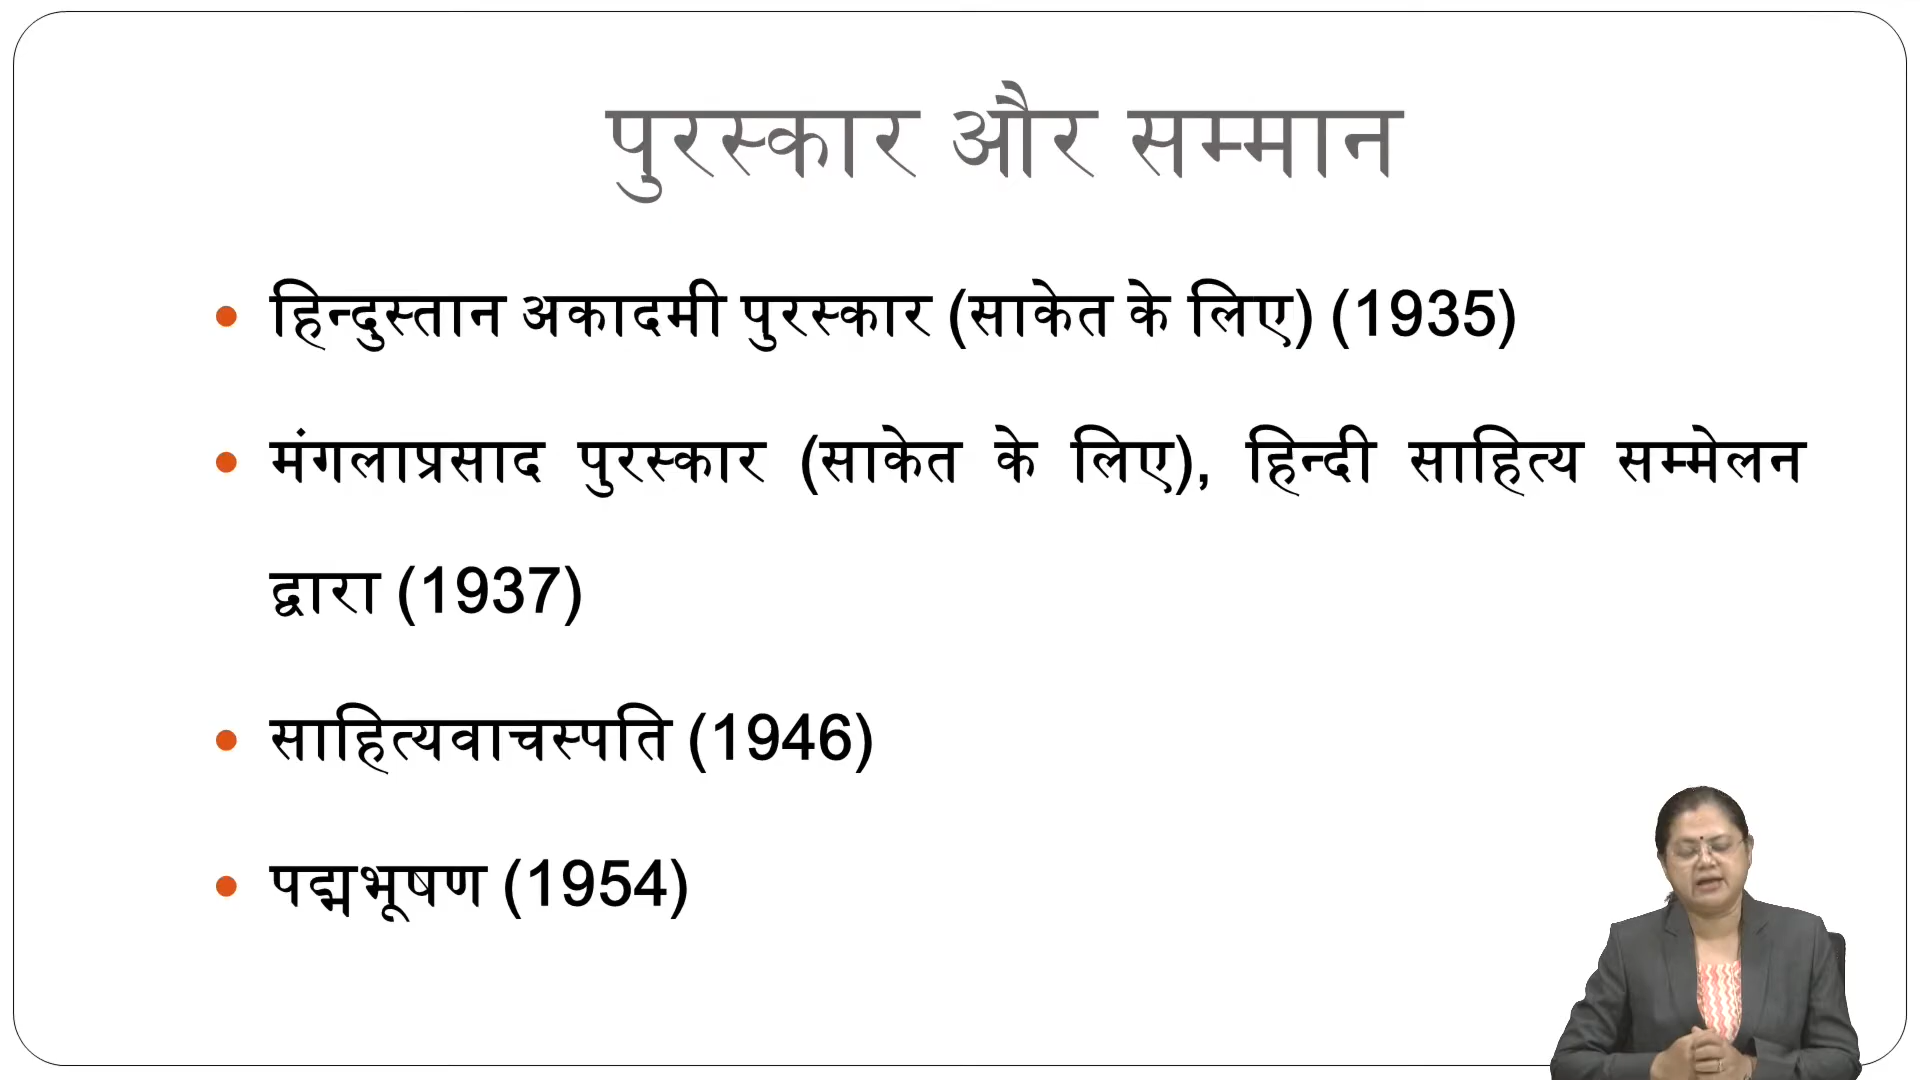 पुरस्कार और सम्मान
• हिन्दुस्तान अकादमी पुरस्कार (साकेत के लिए) (1935)
• मंगलाप्रसाद पुरस्कार (साकेत के लिए), हिन्दी साहित्य सम्मेलन
द्वारा (1937)
• साहित्यवाचस्पति (1946)
• पद्मभूषण (1954)